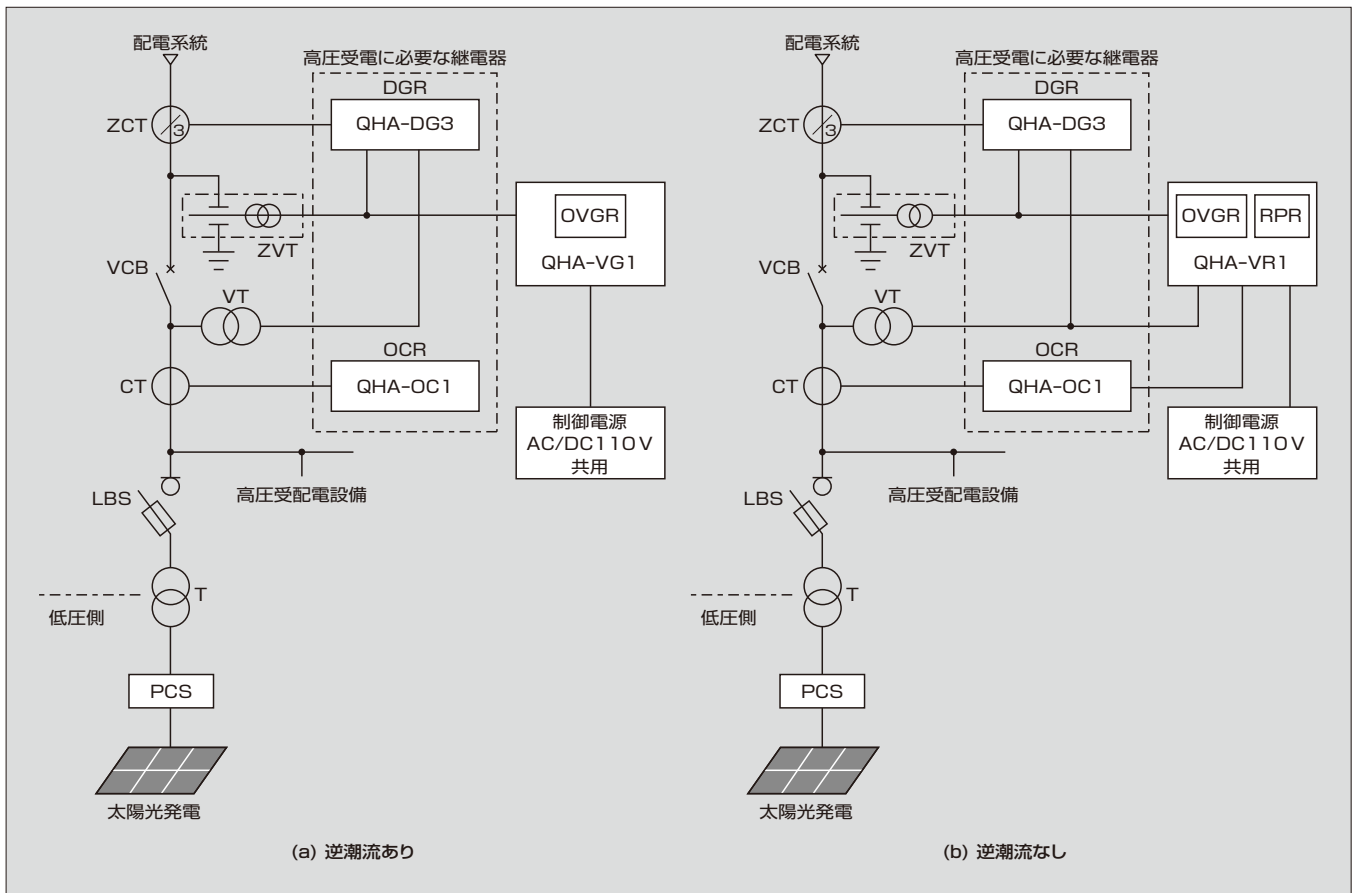 配電系統
高圧受電に必要な継電器
DGR
ZCT
3
QHA-DG3
OVGR
QHA-VG1
ZVT
VCB
VT
OCR
CT
QHA-OC1
制御電源
AC/DC110V
共用
LBS
高圧受配電設備
T
低圧側
PCS
太陽光発電
(a) 逆潮流あり
配電系統
高圧受電に必要な継電器
DGR
ZCT
3
QHA-DG3
OVGR
RPR
QHA-VR1
ZVT
VCB
VT
OCR
CT
QHA-OC1
制御電源
AC/DC110V
共用
LBS
高圧受配電設備
T
低圧側
PCS
太陽光発電
(b) 逆潮流なし